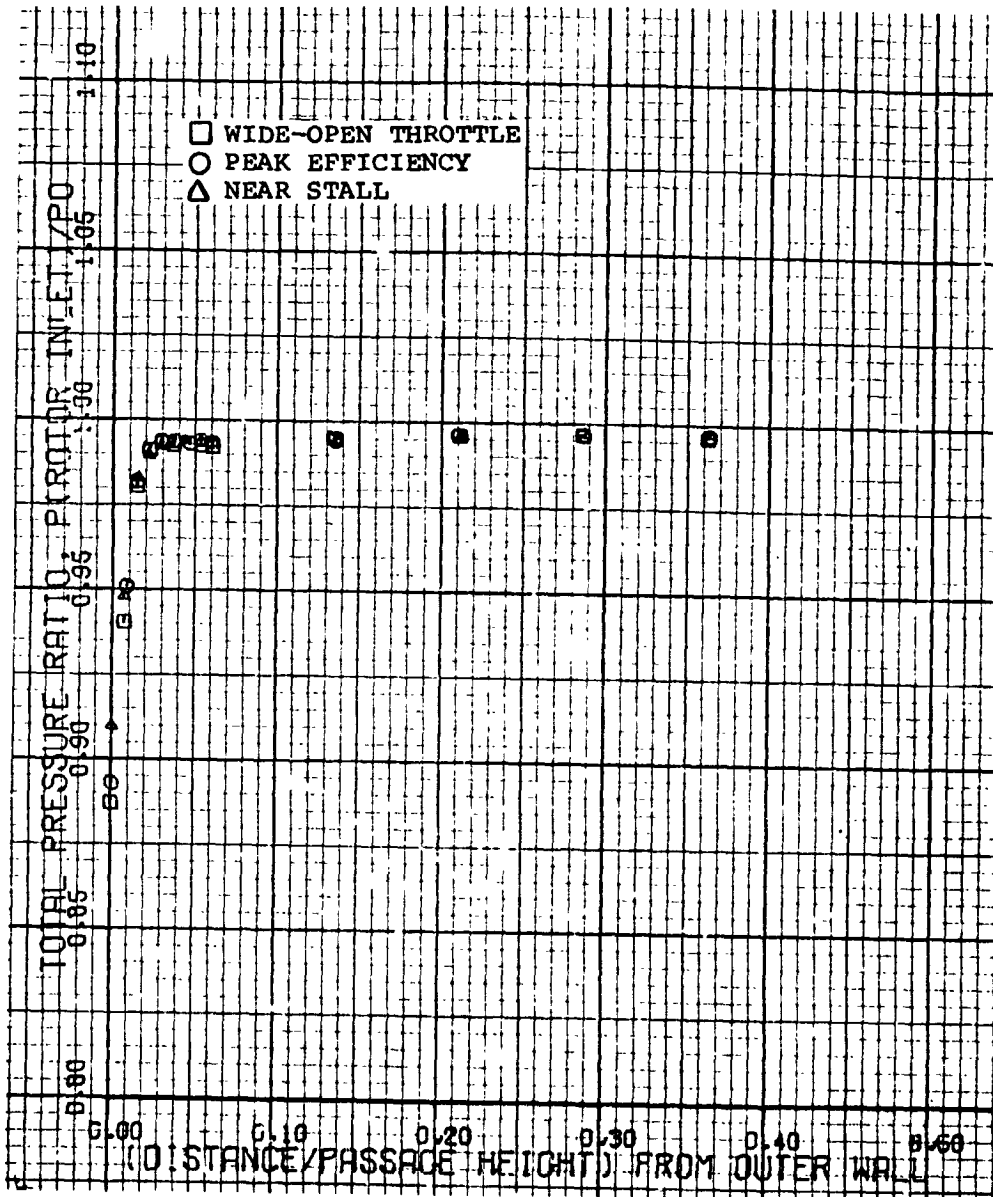 1.10
WIDE-OPEN THROTTLE
PEAK EFFICIENCY
NEAR STALL
1.05
1.00
0.95
0.90
0.85
0.80
TOTAL PRESSURE RATIO, P(ROTOR INLET)/PO
0.00 0.10 0.20 0.30 0.40 0.50
(DISTANCE/PASSAGE HEIGHT) FROM OUTER WALL